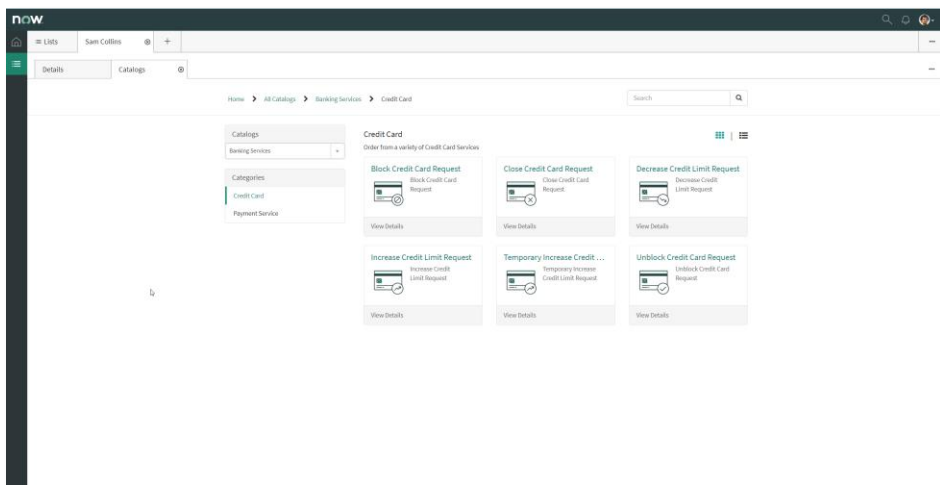 now
Lists
Sam Collins
Details
Catalogs
Home > All Catalogs > Banking Services > Credit Card
Search
Catalogs
Banking Services
Categories
Credit Card
Payment Service
Credit Card
Order from a variety of Credit Card Services
Block Credit Card Request
Block Credit Card
Request
View Details
Close Credit Card Request
Close Credit Card
Request
View Details
Decrease Credit Limit Request
Decrease Credit
Limit Request
View Details
Increase Credit Limit Request
Increase Credit
Limit Request
View Details
Temporary Increase Credit ...
Temporary Increase
Credit Limit Request
View Details
Unblock Credit Card Request
Unblock Credit Card
Request
View Details